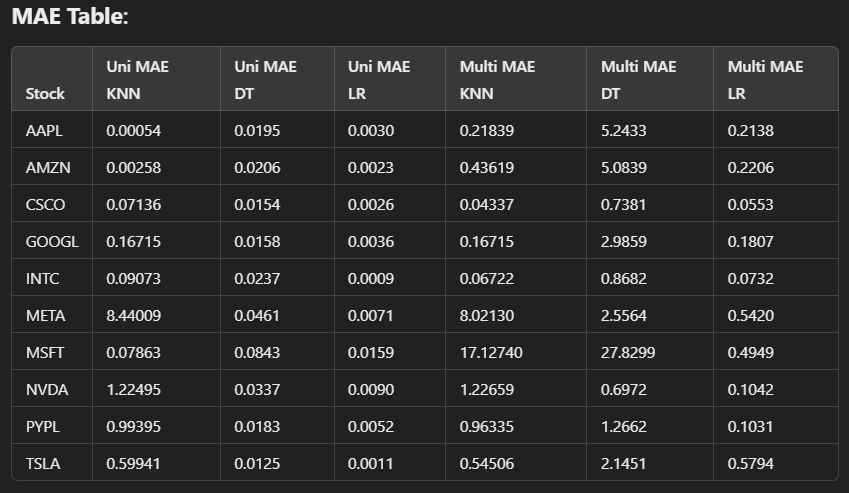 MAE Table:
Stock Uni MAE KNN Uni MAE DT Uni MAE LR Multi MAE KNN Multi MAE DT Multi MAE LR
AAPL 0.00054 0.0195 0.0030 0.21839 5.2433 0.2138
AMZN 0.00258 0.0206 0.0023 0.43619 5.0839 0.2206
CSCO 0.07136 0.0154 0.0026 0.04337 0.7381 0.0553
GOOGL 0.16715 0.0158 0.0036 0.16715 2.9859 0.1807
INTC 0.09073 0.0237 0.0009 0.06722 0.8682 0.0732
META 8.44009 0.0461 0.0071 8.02130 2.5564 0.5420
MSFT 0.07863 0.0843 0.0159 17.12740 27.8299 0.4949
NVDA 1.22495 0.0337 0.0090 1.22659 0.6972 0.1042
PYPL 0.99395 0.0183 0.0052 0.96335 1.2662 0.1031
TSLA 0.59941 0.0125 0.0011 0.54506 2.1451 0.5794